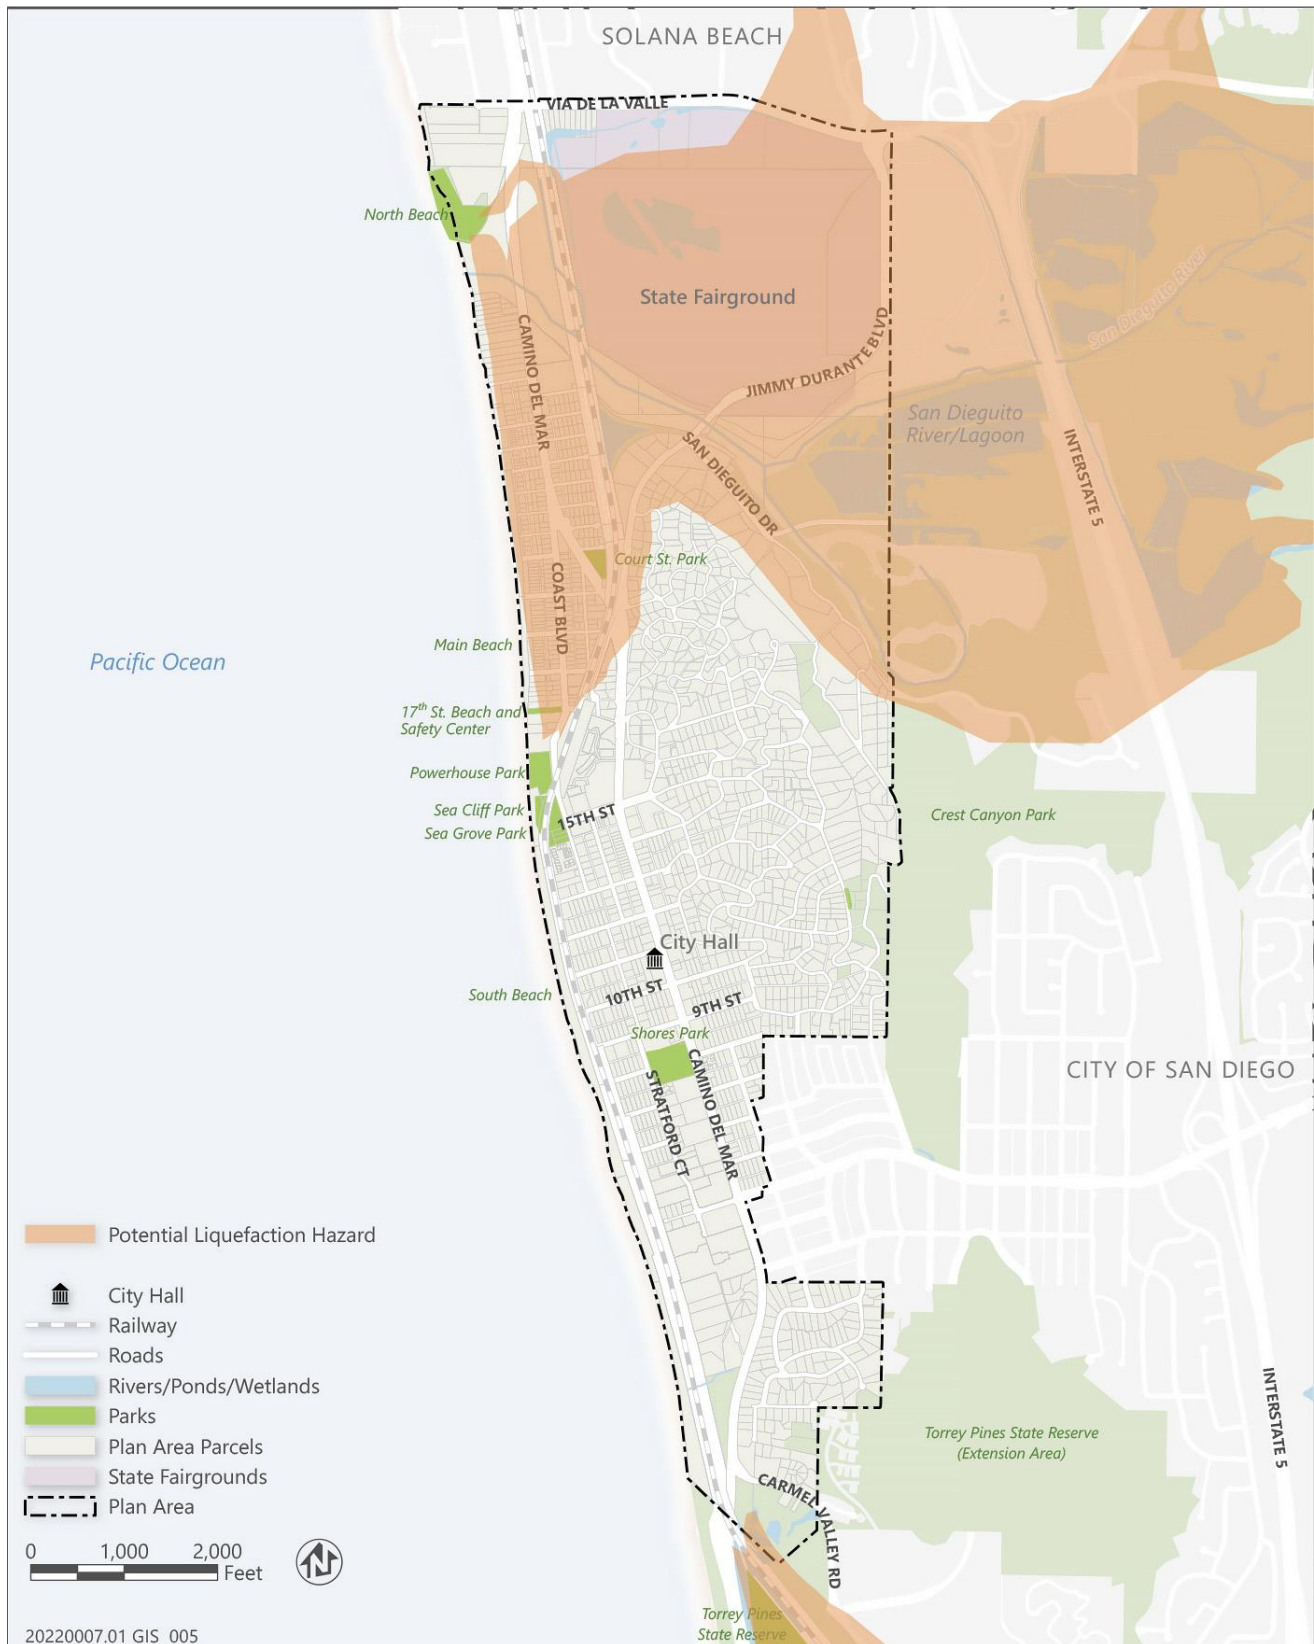 SOLANA BEACH
VIA DE LA VALLE
North Beach
State Fairground
San Dieguito River
CAMINO DEL MAR
JIMMY DURANTE BLVD
San Dieguito
River/Lagoon
SAN DIEGUITO DR
INTERSTATE 5
Court St. Park
COAST BLVD
Main Beach
Pacific Ocean
17th St. Beach and
Safety Center
Powerhouse Park
Sea Cliff Park
15TH ST
Sea Grove Park
Crest Canyon Park
City Hall
South Beach
10TH ST
9TH ST
Shores Park
CITY OF SAN DIEGO
STRATFORD CT
CAMINO DEL MAR
Potential Liquefaction Hazard
City Hall
Railway
Roads
Rivers/Ponds/Wetlands
Parks
Plan Area Parcels
State Fairgrounds
Plan Area
INTERSTATE 5
Torrey Pines State Reserve
(Extension Area)
CARMEL VALLEY RD
0 1,000 2,000
Feet
N
Torrey Pines
State Reserve
20220007.01 GIS 005